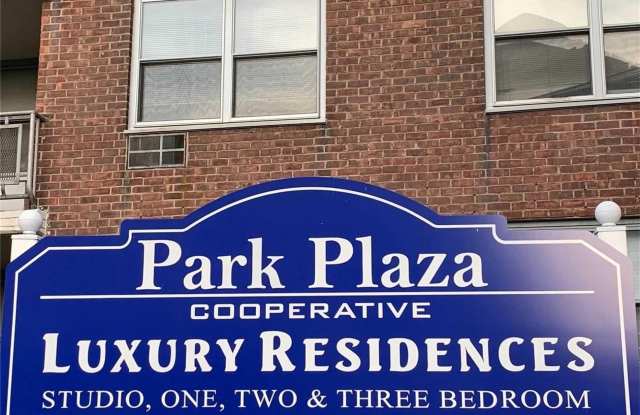 Park Plaza
COOPERATIVE
LUXURY RESIDENCES
STUDIO, ONE, TWO & THREE BEDROOM